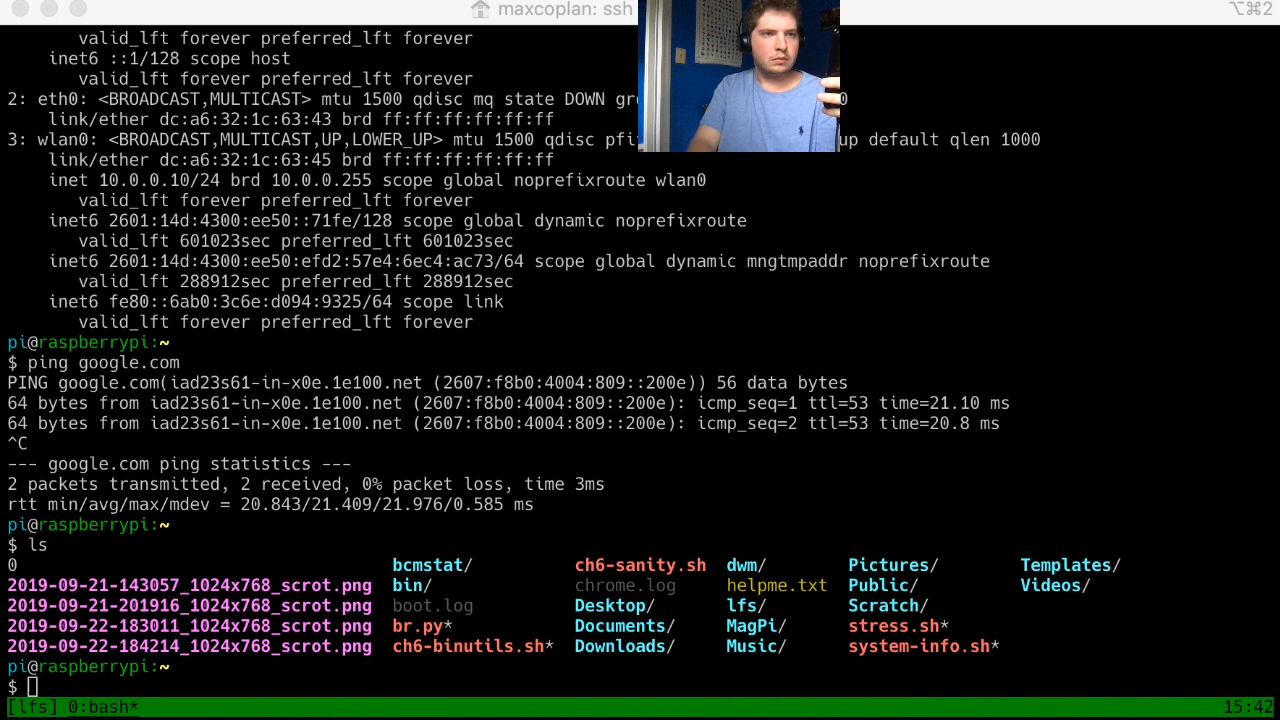 maxcoplan: ssh ⌥⌘2
valid_lft forever preferred_lft forever
inet6 ::1/128 scope host
valid_lft forever preferred_lft forever
2: eth0: <BROADCAST,MULTICAST> mtu 1500 qdisc mq state DOWN gr 0
link/ether dc:a6:32:1c:63:43 brd ff:ff:ff:ff:ff:ff
3: wlan0: <BROADCAST,MULTICAST,UP,LOWER_UP> mtu 1500 qdisc pfi up default qlen 1000
link/ether dc:a6:32:1c:63:45 brd ff:ff:ff:ff:ff:ff
inet 10.0.0.10/24 brd 10.0.0.255 scope global noprefixroute wlan0
valid_lft forever preferred_lft forever
inet6 2601:14d:4300:ee50::71fe/128 scope global dynamic noprefixroute
valid_lft 601023sec preferred_lft 601023sec
inet6 2601:14d:4300:ee50:efd2:57e4:6ec4:ac73/64 scope global dynamic mngtmpaddr noprefixroute
valid_lft 288912sec preferred_lft 288912sec
inet6 fe80::6ab0:3c6e:d094:9325/64 scope link
valid_lft forever preferred_lft forever
pi@raspberrypi:~
$ ping google.com
PING google.com(iad23s61-in-x0e.1e100.net (2607:f8b0:4004:809::200e)) 56 data bytes
64 bytes from iad23s61-in-x0e.1e100.net (2607:f8b0:4004:809::200e): icmp_seq=1 ttl=53 time=21.10 ms
64 bytes from iad23s61-in-x0e.1e100.net (2607:f8b0:4004:809::200e): icmp_seq=2 ttl=53 time=20.8 ms
^C
--- google.com ping statistics ---
2 packets transmitted, 2 received, 0% packet loss, time 3ms
rtt min/avg/max/mdev = 20.843/21.409/21.976/0.585 ms
pi@raspberrypi:~
$ ls
0 bcmstat/ ch6-sanity.sh dwm/ Pictures/ Templates/
2019-09-21-143057_1024x768_scrot.png bin/ chrome.log helpme.txt Public/ Videos/
2019-09-21-201916_1024x768_scrot.png boot.log Desktop/ lfs/ Scratch/
2019-09-22-183011_1024x768_scrot.png br.py* Documents/ MagPi/ stress.sh*
2019-09-22-184214_1024x768_scrot.png ch6-binutils.sh* Downloads/ Music/ system-info.sh*
pi@raspberrypi:~
$
[lfs] 0:bash* 15:42